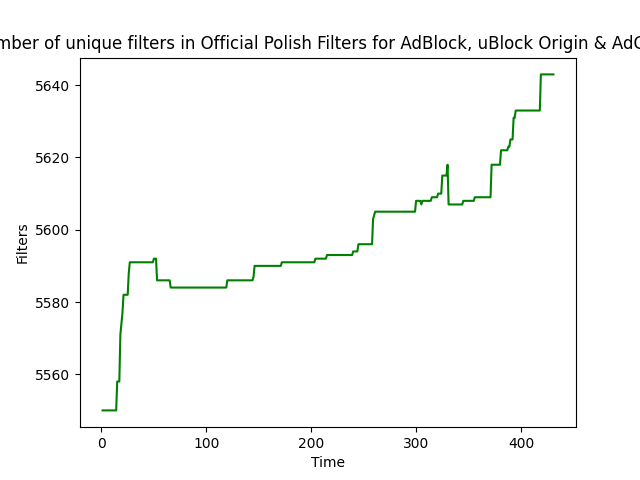 mber of unique filters in Official Polish Filters for AdBlock, uBlock Origin & AdG
5640
5620
5600
5580
5560
Filters
0 100 200 300 400
Time